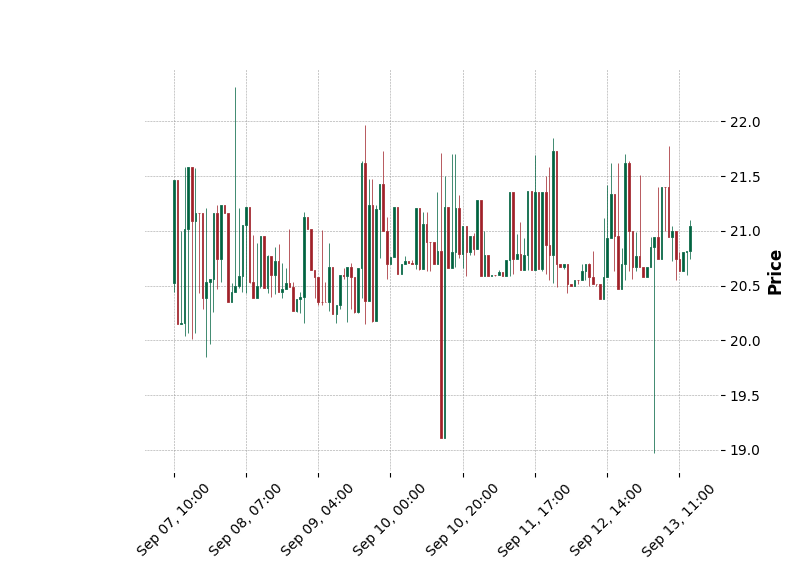 22.0
21.5
21.0
20.5
20.0
19.5
19.0
Price
Sep 07, 10:00
Sep 08, 07:00
Sep 09, 04:00
Sep 10, 00:00
Sep 10, 20:00
Sep 11, 17:00
Sep 12, 14:00
Sep 13, 11:00